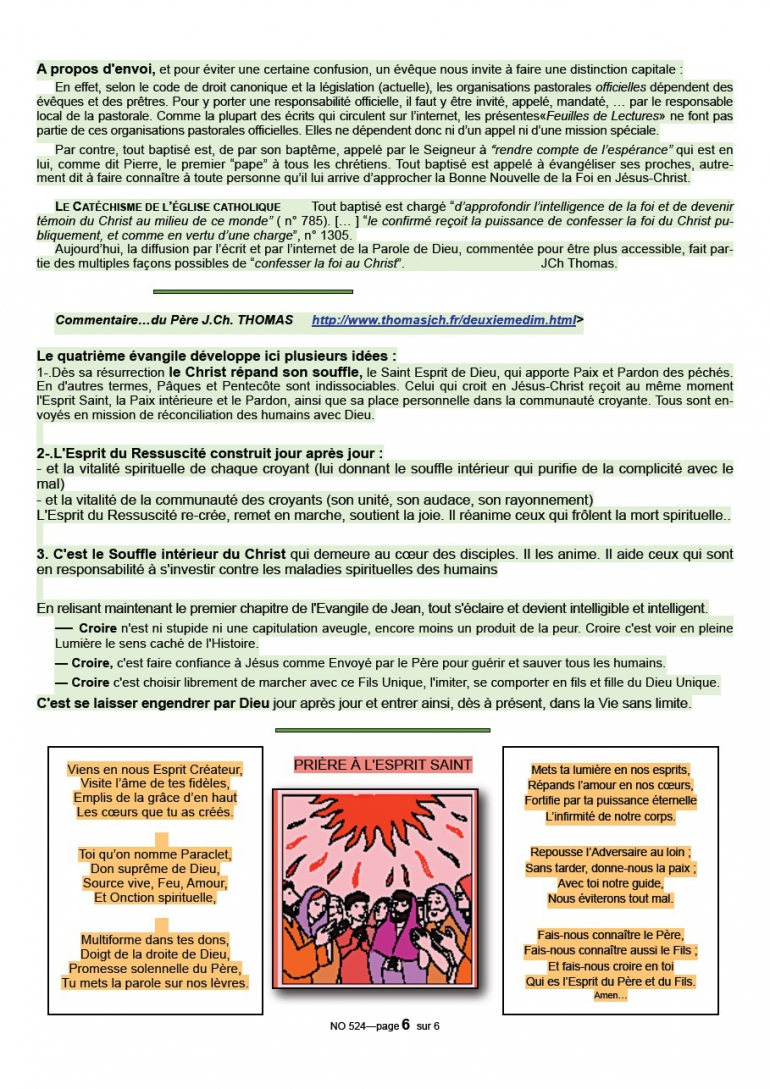 A propos d'envoi, et pour éviter une certaine confusion, un évêque nous invite à faire une distinction capitale :
En effet, selon le code de droit canonique et la législation (actuelle), les organisations pastorales officielles dépendent des
évêques et des prêtres. Pour y porter une responsabilité officielle, il faut y être invité, appelé, mandaté, … par le responsable
local de la pastorale. Comme la plupart des écrits qui circulent sur l'internet, les présentes«Feuilles de Lectures» ne font pas
partie de ces organisations pastorales officielles. Elles ne dépendent donc ni d'un appel ni d'une mission spéciale.
Par contre, tout baptisé est, de par son baptême, appelé par le Seigneur à "rendre compte de l'espérance" qui est en
lui, comme dit Pierre, le premier "pape" à tous les chrétiens. Tout baptisé est appelé à évangéliser ses proches, autre-
ment dit à faire connaître à toute personne qu'il lui arrive d'approcher la Bonne Nouvelle de la Foi en Jésus-Christ.
LE CATÉCHISME DE L'ÉGLISE CATHOLIQUE Tout baptisé est chargé "d'approfondir l'intelligence de la foi et de devenir
témoin du Christ au milieu de ce monde" ( n° 785). [… ] "le confirmé reçoit la puissance de confesser la foi du Christ pu-
bliquement, et comme en vertu d'une charge", n° 1305.
Aujourd'hui, la diffusion par l'écrit et par l'internet de la Parole de Dieu, commentée pour être plus accessible, fait par-
tie des multiples façons possibles de "confesser la foi au Christ". JCh Thomas.
Commentaire…du Père J.Ch. THOMAS http://www.thomasjch.fr/deuxiemedim.html>
Le quatrième évangile développe ici plusieurs idées :
1-.Dès sa résurrection le Christ répand son souffle, le Saint Esprit de Dieu, qui apporte Paix et Pardon des péchés.
En d'autres termes, Pâques et Pentecôte sont indissociables. Celui qui croit en Jésus-Christ reçoit au même moment
l'Esprit Saint, la Paix intérieure et le Pardon, ainsi que sa place personnelle dans la communauté croyante. Tous sont en-
voyés en mission de réconciliation des humains avec Dieu.
2-.L'Esprit du Ressuscité construit jour après jour :
- et la vitalité spirituelle de chaque croyant (lui donnant le souffle intérieur qui purifie de la complicité avec le
mal)
- et la vitalité de la communauté des croyants (son unité, son audace, son rayonnement)
L'Esprit du Ressuscité re-crée, remet en marche, soutient la joie. Il réanime ceux qui frôlent la mort spirituelle..
3. C'est le Souffle intérieur du Christ qui demeure au cœur des disciples. Il les anime. Il aide ceux qui sont
en responsabilité à s'investir contre les maladies spirituelles des humains
En relisant maintenant le premier chapitre de l'Evangile de Jean, tout s'éclaire et devient intelligible et intelligent.
— Croire n'est ni stupide ni une capitulation aveugle, encore moins un produit de la peur. Croire c'est voir en pleine
Lumière le sens caché de l'Histoire.
— Croire, c'est faire confiance à Jésus comme Envoyé par le Père pour guérir et sauver tous les humains.
— Croire c'est choisir librement de marcher avec ce Fils Unique, l'imiter, se comporter en fils et fille du Dieu Unique.
C'est se laisser engendrer par Dieu jour après jour et entrer ainsi, dès à présent, dans la Vie sans limite.
Viens en nous Esprit Créateur,
Visite l'âme de tes fidèles,
Emplis de la grâce d'en haut
Les cœurs que tu as créés.
Toi qu'on nomme Paraclet,
Don suprême de Dieu,
Source vive, Feu, Amour,
Et Onction spirituelle,
Multiforme dans tes dons,
Doigt de la droite de Dieu,
Promesse solennelle du Père,
Tu mets la parole sur nos lèvres.
PRIÈRE À L'ESPRIT SAINT
Mets ta lumière en nos esprits,
Répands l'amour en nos cœurs,
Fortifie par ta puissance éternelle
L'infirmité de notre corps.
Repousse l'Adversaire au loin ;
Sans tarder, donne-nous la paix ;
Avec toi notre guide,
Nous éviterons tout mal.
Fais-nous connaître le Père,
Fais-nous connaître aussi le Fils ;
Et fais-nous croire en toi
Qui es l'Esprit du Père et du Fils.
Amen…
NO 524—page 6 sur 6